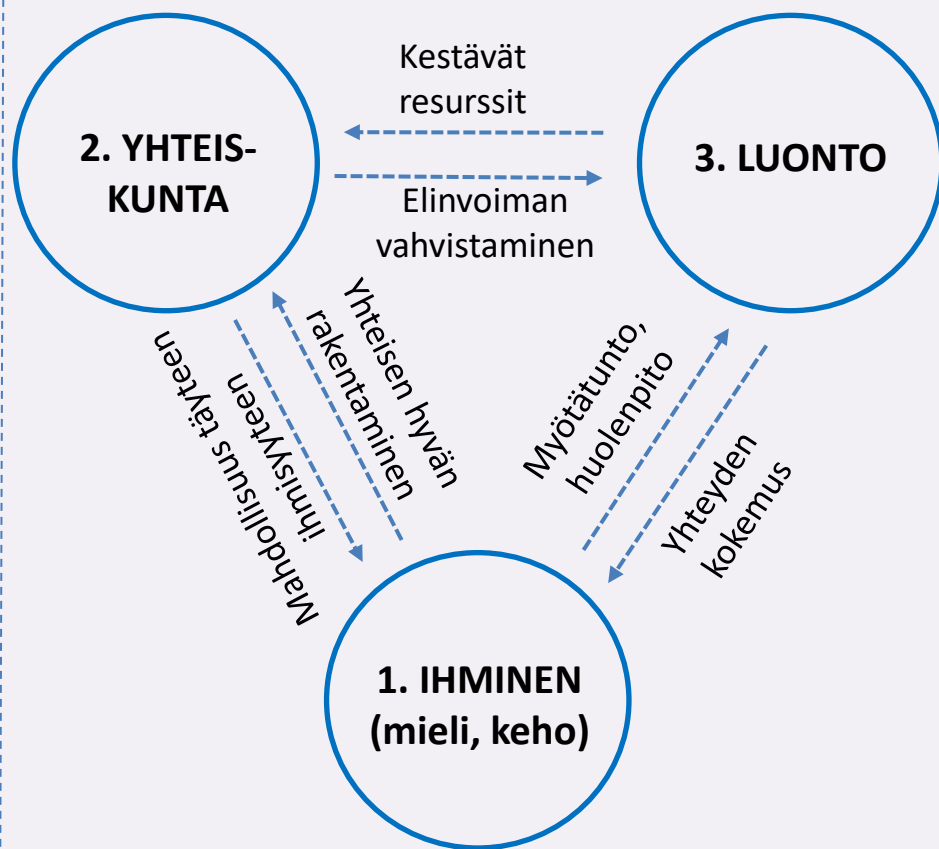 Kestävät
resurssit
2. YHTEIS-
KUNTA
3. LUONTO
Elinvoiman
vahvistaminen
Mahdollisuus täyteen
ihmisyyteen
Yhteisen hyvän
rakentaminen
Myötätunto,
huolenpito
Yhteyden
kokemus
1. IHMINEN
(mieli, keho)